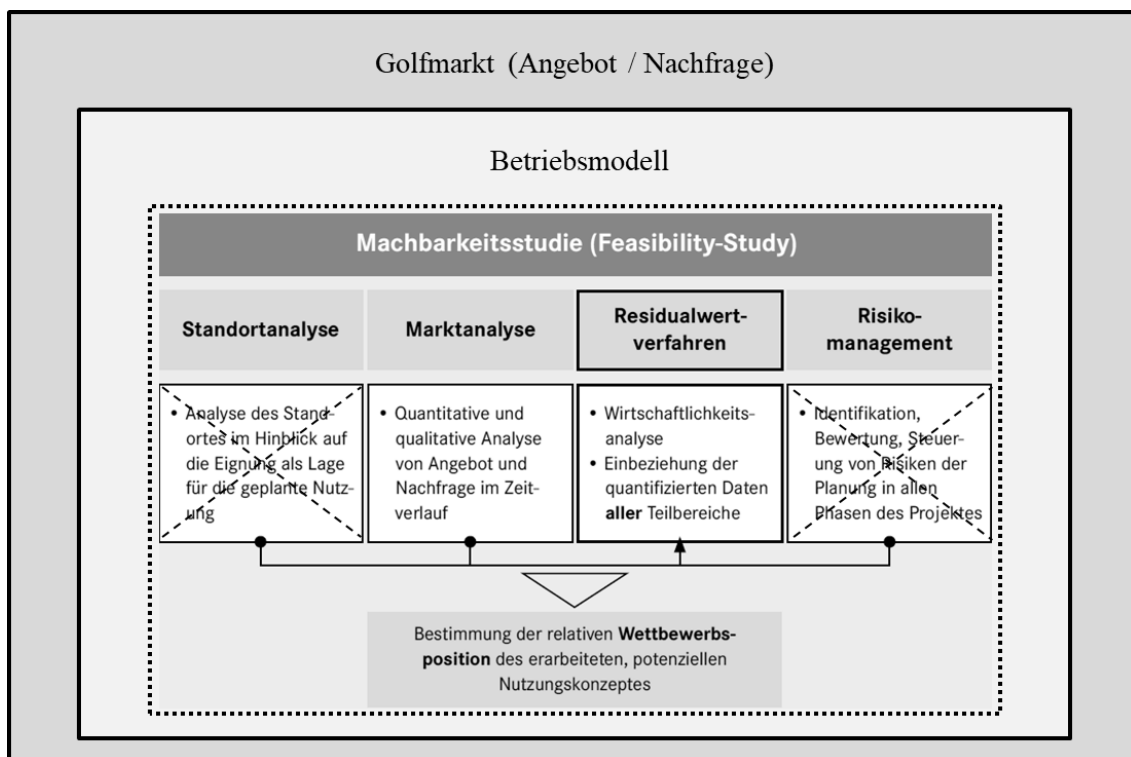 Golfmarkt (Angebot / Nachfrage)
Betriebsmodell
Machbarkeitsstudie (Feasibility-Study)
Standortanalyse
Marktanalyse
Residualwert-
verfahren
Risiko-
management
• Analyse des Stand-
ortes im Hinblick auf
die Eignung als Lage
für die geplante Nutz-
ung
• Quantitative und
qualitative Analyse
von Angebot und
Nachfrage im Zeit-
verlauf
• Wirtschaftlichkeits-
analyse
• Einbeziehung der
quantifizierten Daten
aller Teilbereiche
• Identifikation,
Bewertung, Steuer-
ung von Risiken der
Planung in allen
Phasen des Projektes
Bestimmung der relativen Wettbewerbs-
position des erarbeiteten, potenziellen
Nutzungskonzeptes